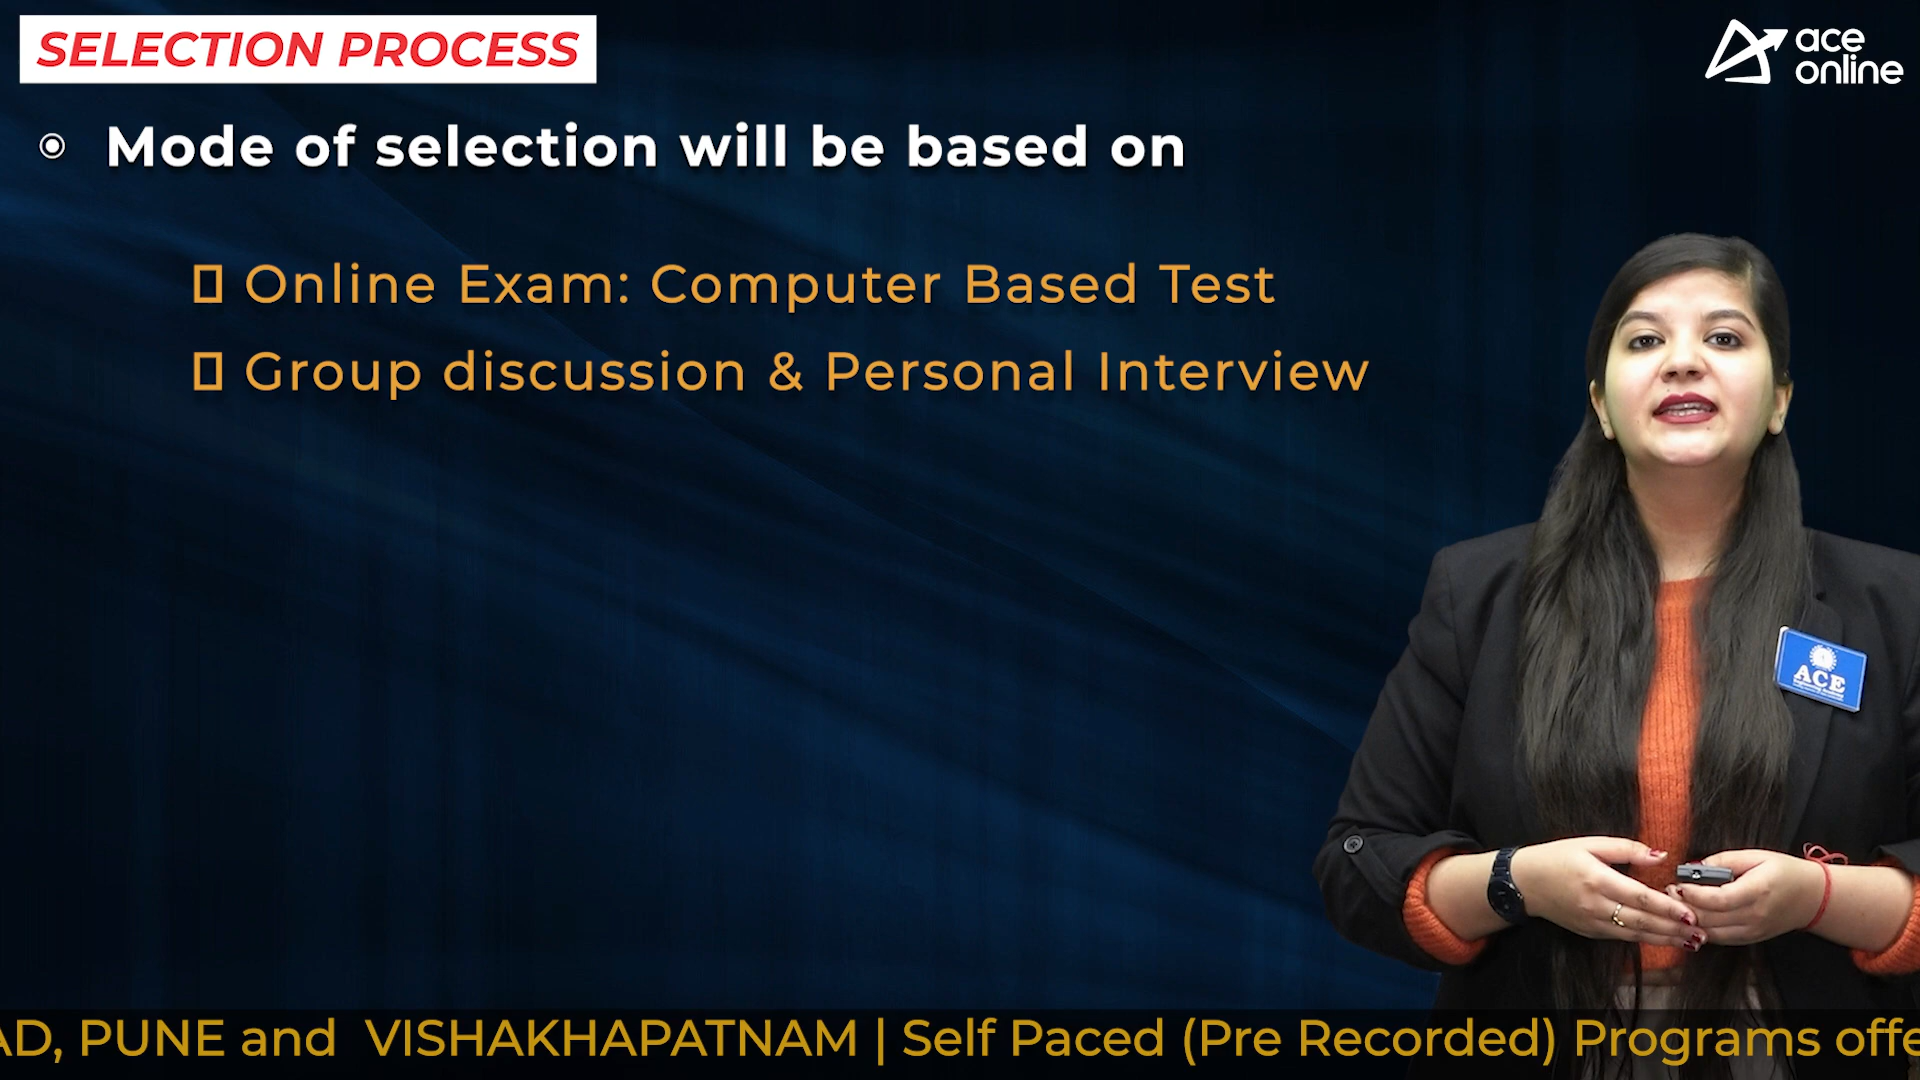 SELECTION PROCESS
ace
online
Mode of selection will be based on
Online Exam: Computer Based Test
Group discussion & Personal Interview
ACE
AD, PUNE and VISHAKHAPATNAM | Self Paced (Pre Recorded) Programs offe